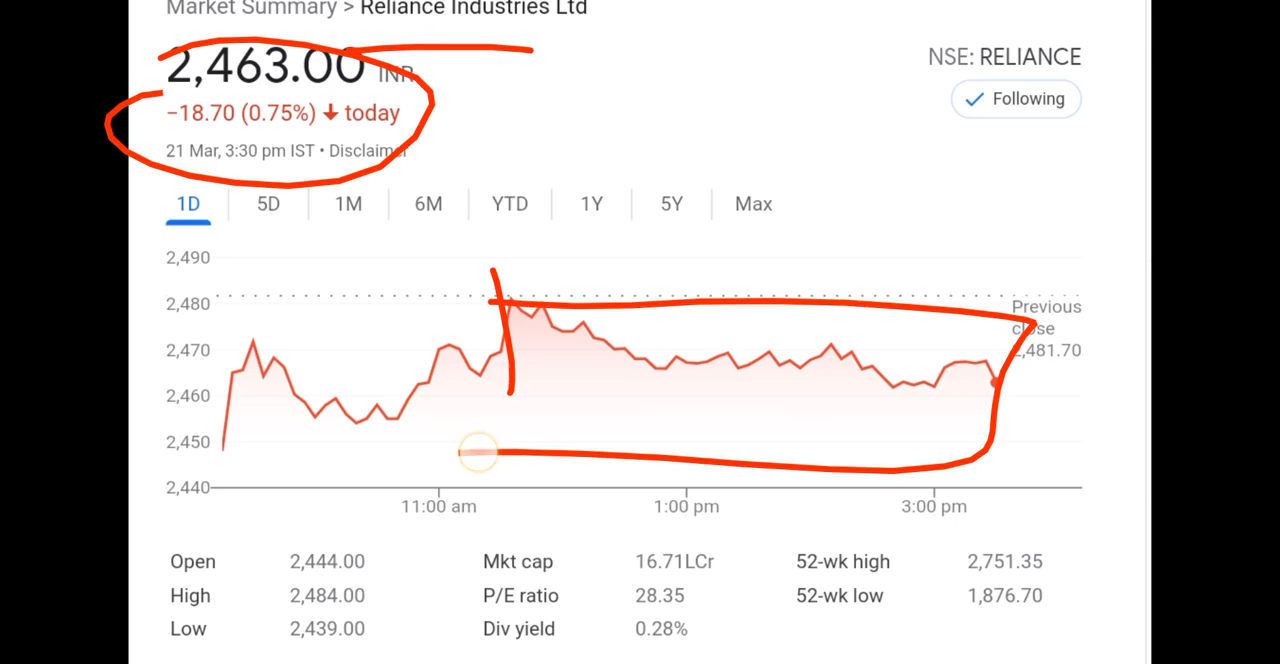 Market Summary > Reliance Industries Ltd
2,463.00 INR
NSE: RELIANCE
−18.70 (0.75%) ↓ today
Following
21 Mar, 3:30 pm IST • Disclaimer
1D 5D 1M 6M YTD 1Y 5Y Max
2,490
2,480
2,470
2,460
2,450
2,440
Previous
close
2,481.70
11:00 am 1:00 pm 3:00 pm
Open 2,444.00 Mkt cap 16.71LCr 52-wk high 2,751.35
High 2,484.00 P/E ratio 28.35 52-wk low 1,876.70
Low 2,439.00 Div yield 0.28%